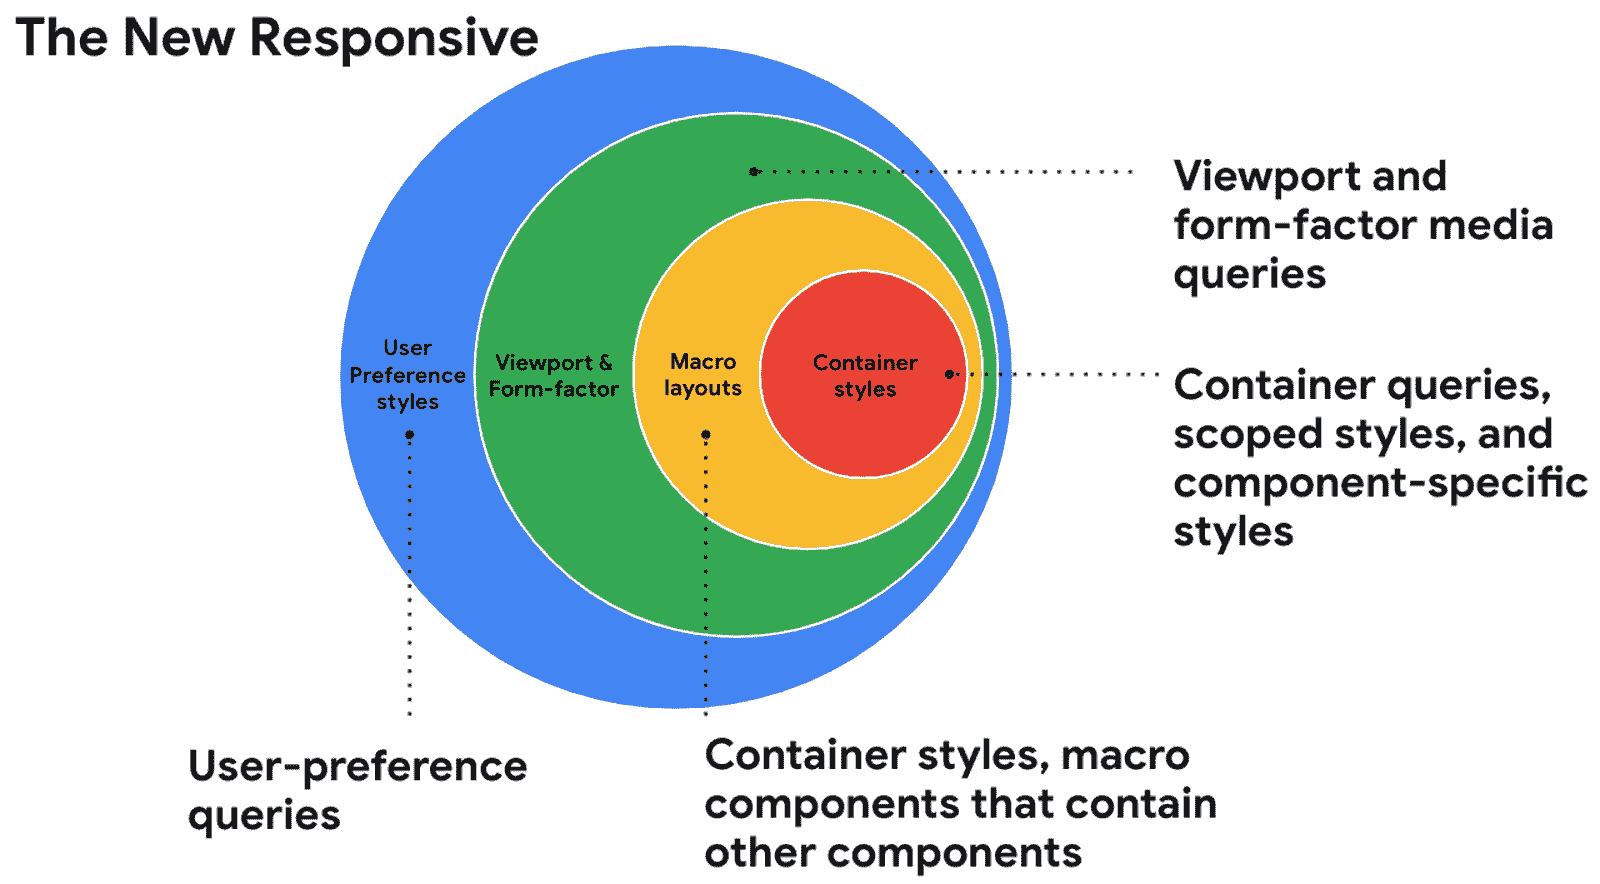 The New Responsive
User
Preference
styles
Viewport &
Form-factor
Macro
layouts
Container
styles
Viewport and
form-factor media
queries
Container queries,
scoped styles, and
component-specific
styles
User-preference
queries
Container styles, macro
components that contain
other components